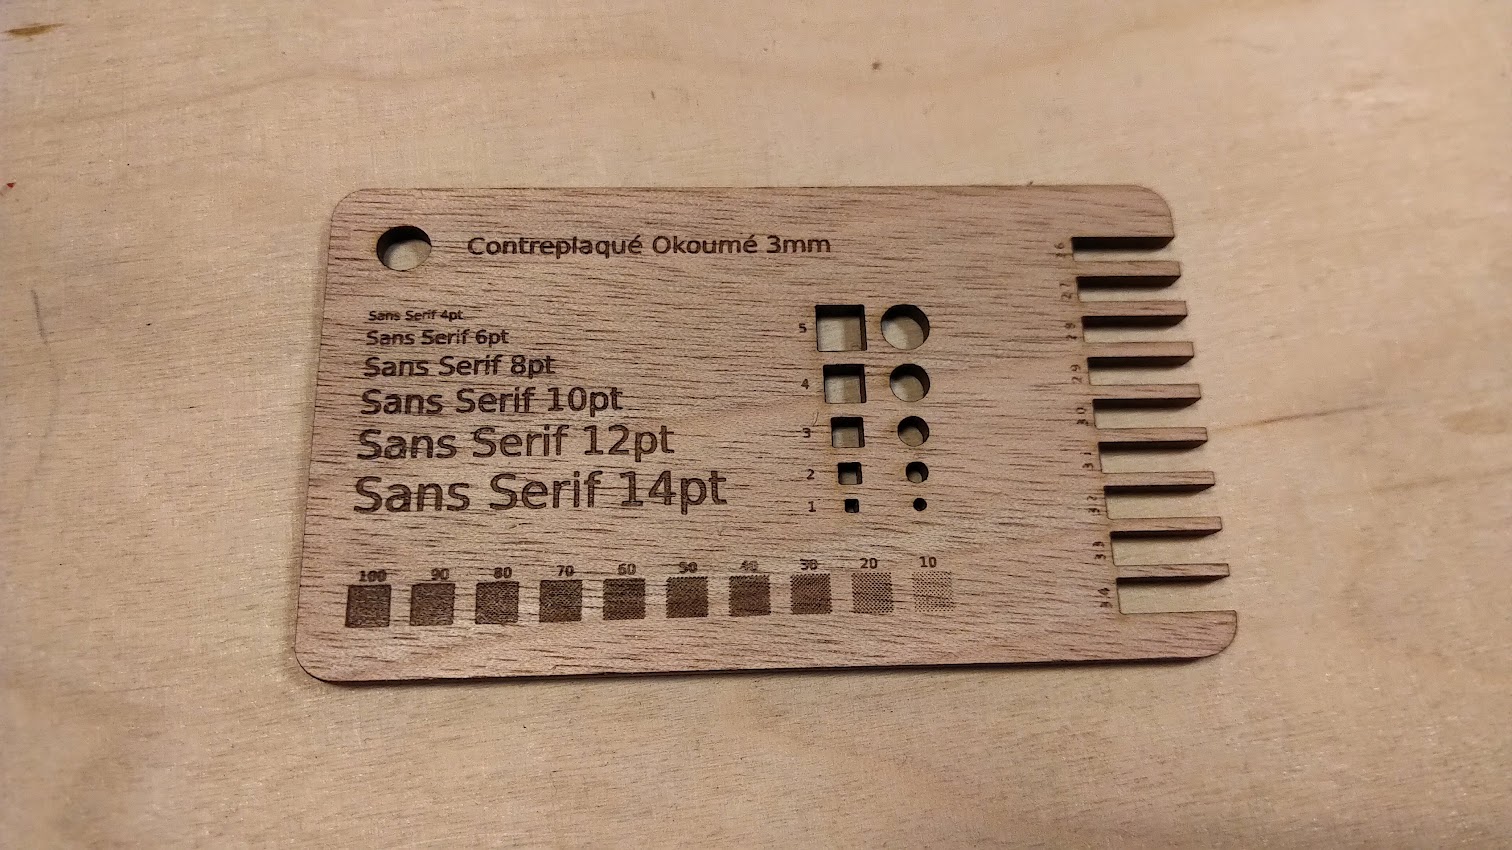 Contreplaqué Okoumé 3mm
Sans Serif 4pt
Sans Serif 6pt
Sans Serif 8pt
Sans Serif 10pt
Sans Serif 12pt
Sans Serif 14pt
5
4
3
2
1
100 90 80 70 60 50 40 30 20 10
27
28
29
30
31
32
33
34